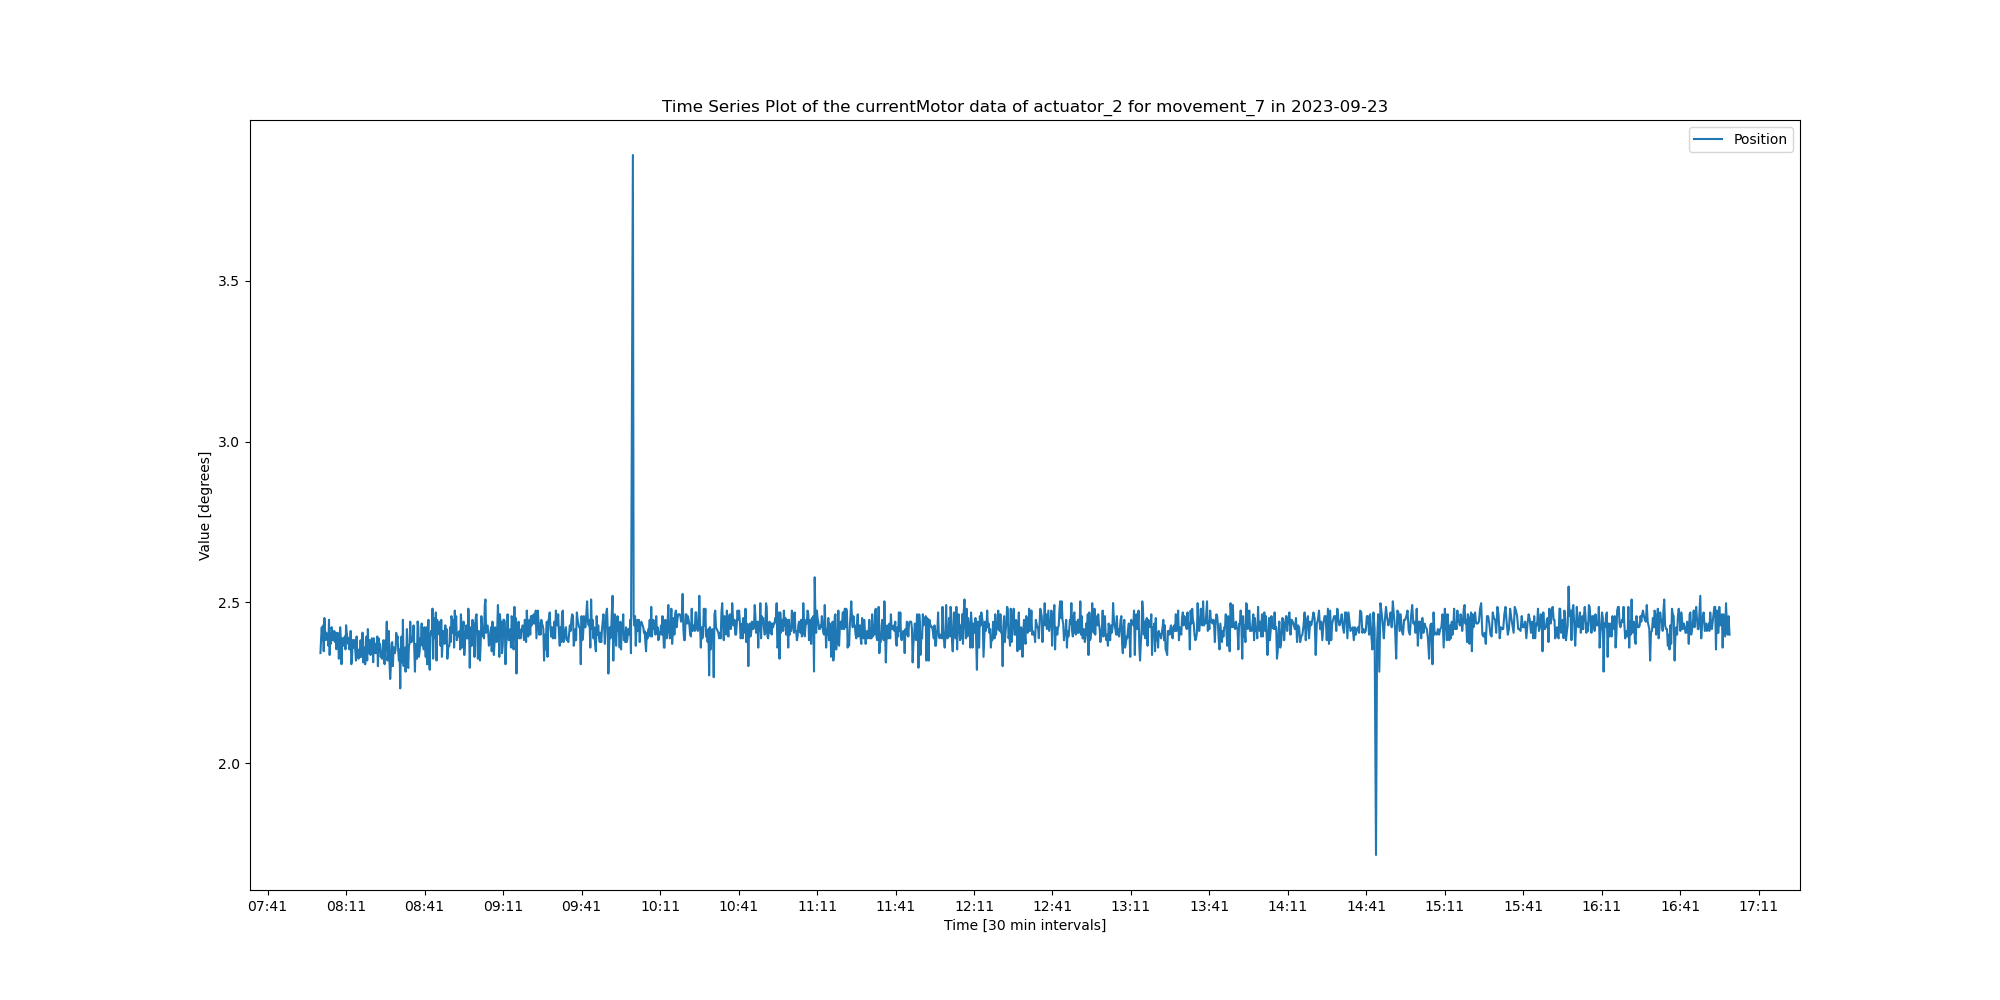 Time Series Plot of the currentMotor data of actuator_2 for movement_7 in 2023-09-23
Position
3.5
3.0
2.5
2.0
Value [degrees]
07:41 08:11 08:41 09:11 09:41 10:11 10:41 11:11 11:41 12:11 12:41 13:11 13:41 14:11 14:41 15:11 15:41 16:11 16:41 17:11
Time [30 min intervals]